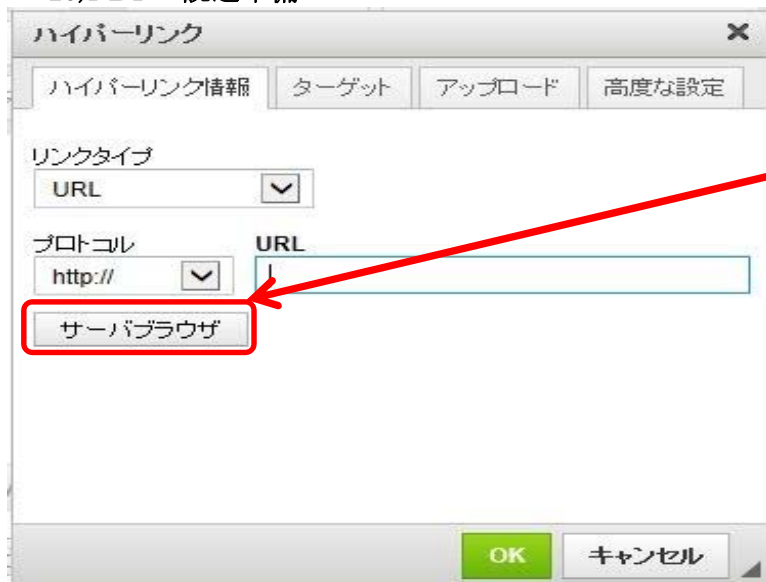 ハイパーリンク
ハイパーリンク情報 ターゲット アップロード 高度な設定
リンクタイプ
URL
プロトコル URL
http://
サーバブラウザ
OK キャンセル